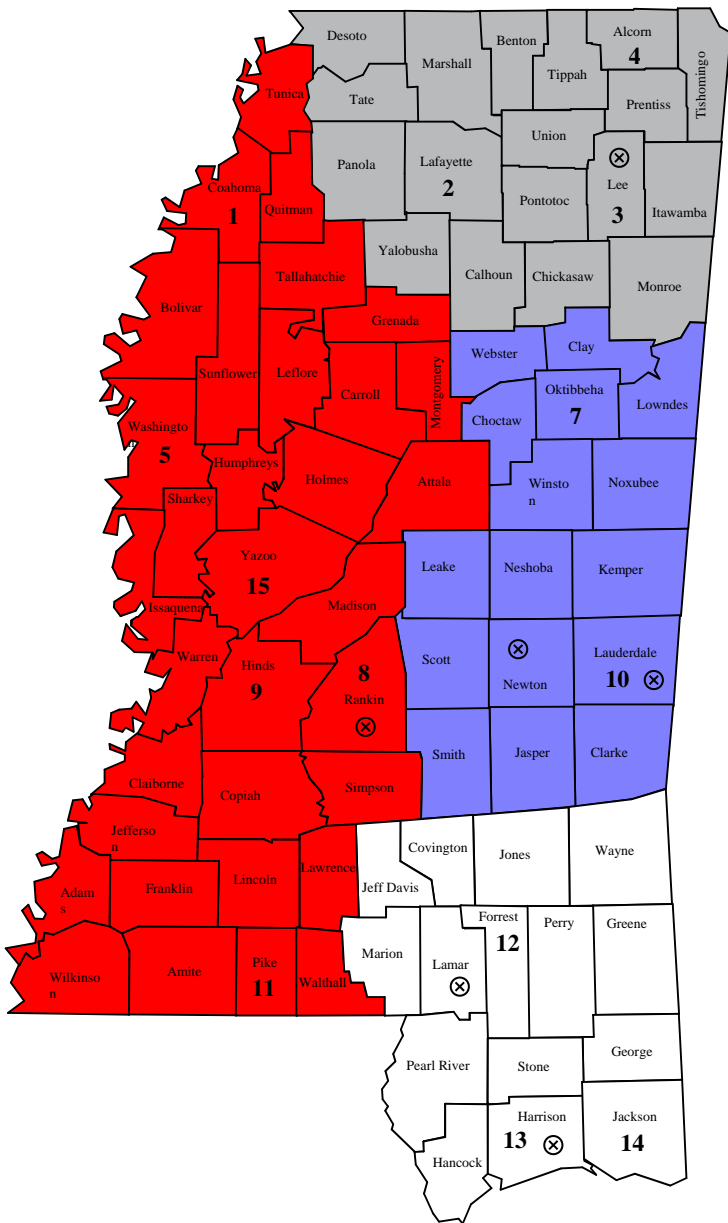 Desoto
Marshall
Benton
Tippah
Alcorn
4
Tishomingo
Tunica
Tate
Prentiss
Union
Panola
Lafayette
2
Lee
3
Pontotoc
Itawamba
Coahoma
1
Quitman
Yalobusha
Calhoun
Chickasaw
Monroe
Tallahatchie
Bolivar
Grenada
Webster
Clay
Sunflower
Leflore
Carroll
Montgomery
Oktibbeha
7
Lowndes
Choctaw
Washingto
n
5
Humphreys
Holmes
Attala
Winsto
n
Noxubee
Sharkey
Yazoo
15
Leake
Neshoba
Kemper
Issaquena
Madison
Warren
Hinds
9
8
Rankin
Scott
Newton
Lauderdale
10
Smith
Jasper
Clarke
Claiborne
Copiah
Simpson
Jefferso
n
Covington
Jones
Wayne
Adam
s
Franklin
Lincoln
Lawrence
Jeff Davis
Forrest
12
Perry
Greene
Wilkinso
n
Amite
Pike
11
Walthall
Marion
Lamar
Pearl River
Stone
George
Harrison
13
Jackson
14
Hancock